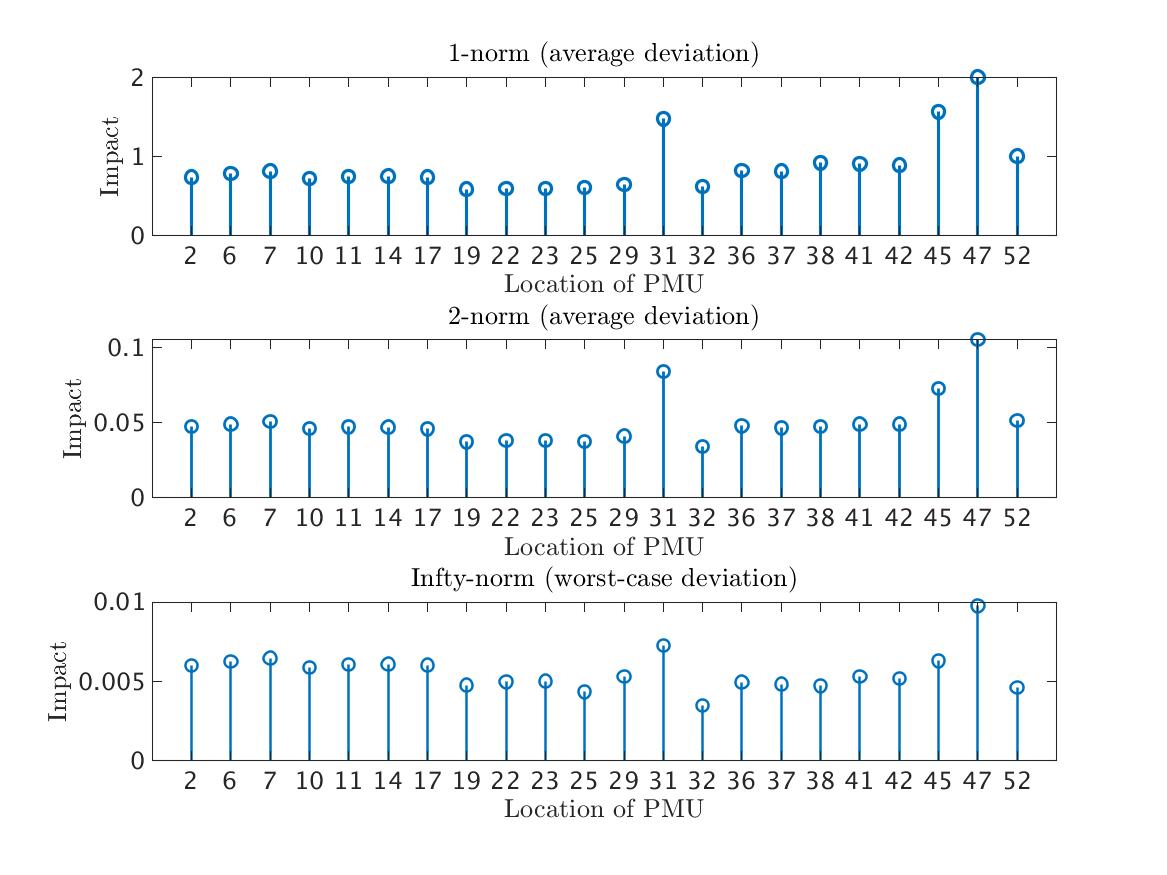 1-norm (average deviation)
2
1
0
Impact
2 6 7 10 11 14 17 19 22 23 25 29 31 32 36 37 38 41 42 45 47 52
Location of PMU
2-norm (average deviation)
0.1
0.05
0
Impact
2 6 7 10 11 14 17 19 22 23 25 29 31 32 36 37 38 41 42 45 47 52
Location of PMU
Infty-norm (worst-case deviation)
0.01
0.005
0
Impact
2 6 7 10 11 14 17 19 22 23 25 29 31 32 36 37 38 41 42 45 47 52
Location of PMU